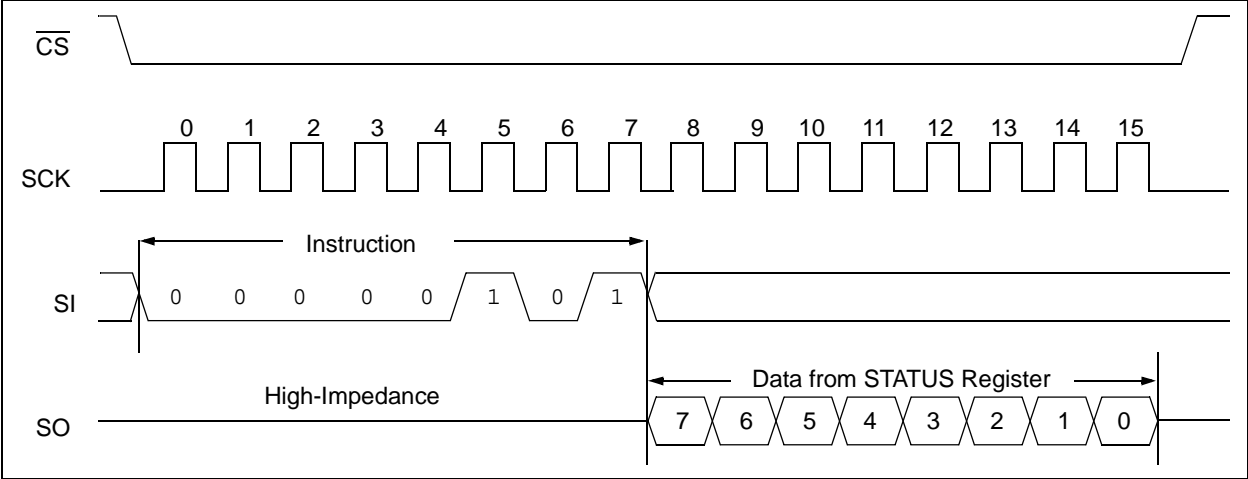 CS
0 1 2 3 4 5 6 7 8 9 10 11 12 13 14 15
SCK
Instruction
SI 0 0 0 0 0 1 0 1
Data from STATUS Register
High-Impedance
SO 7 6 5 4 3 2 1 0